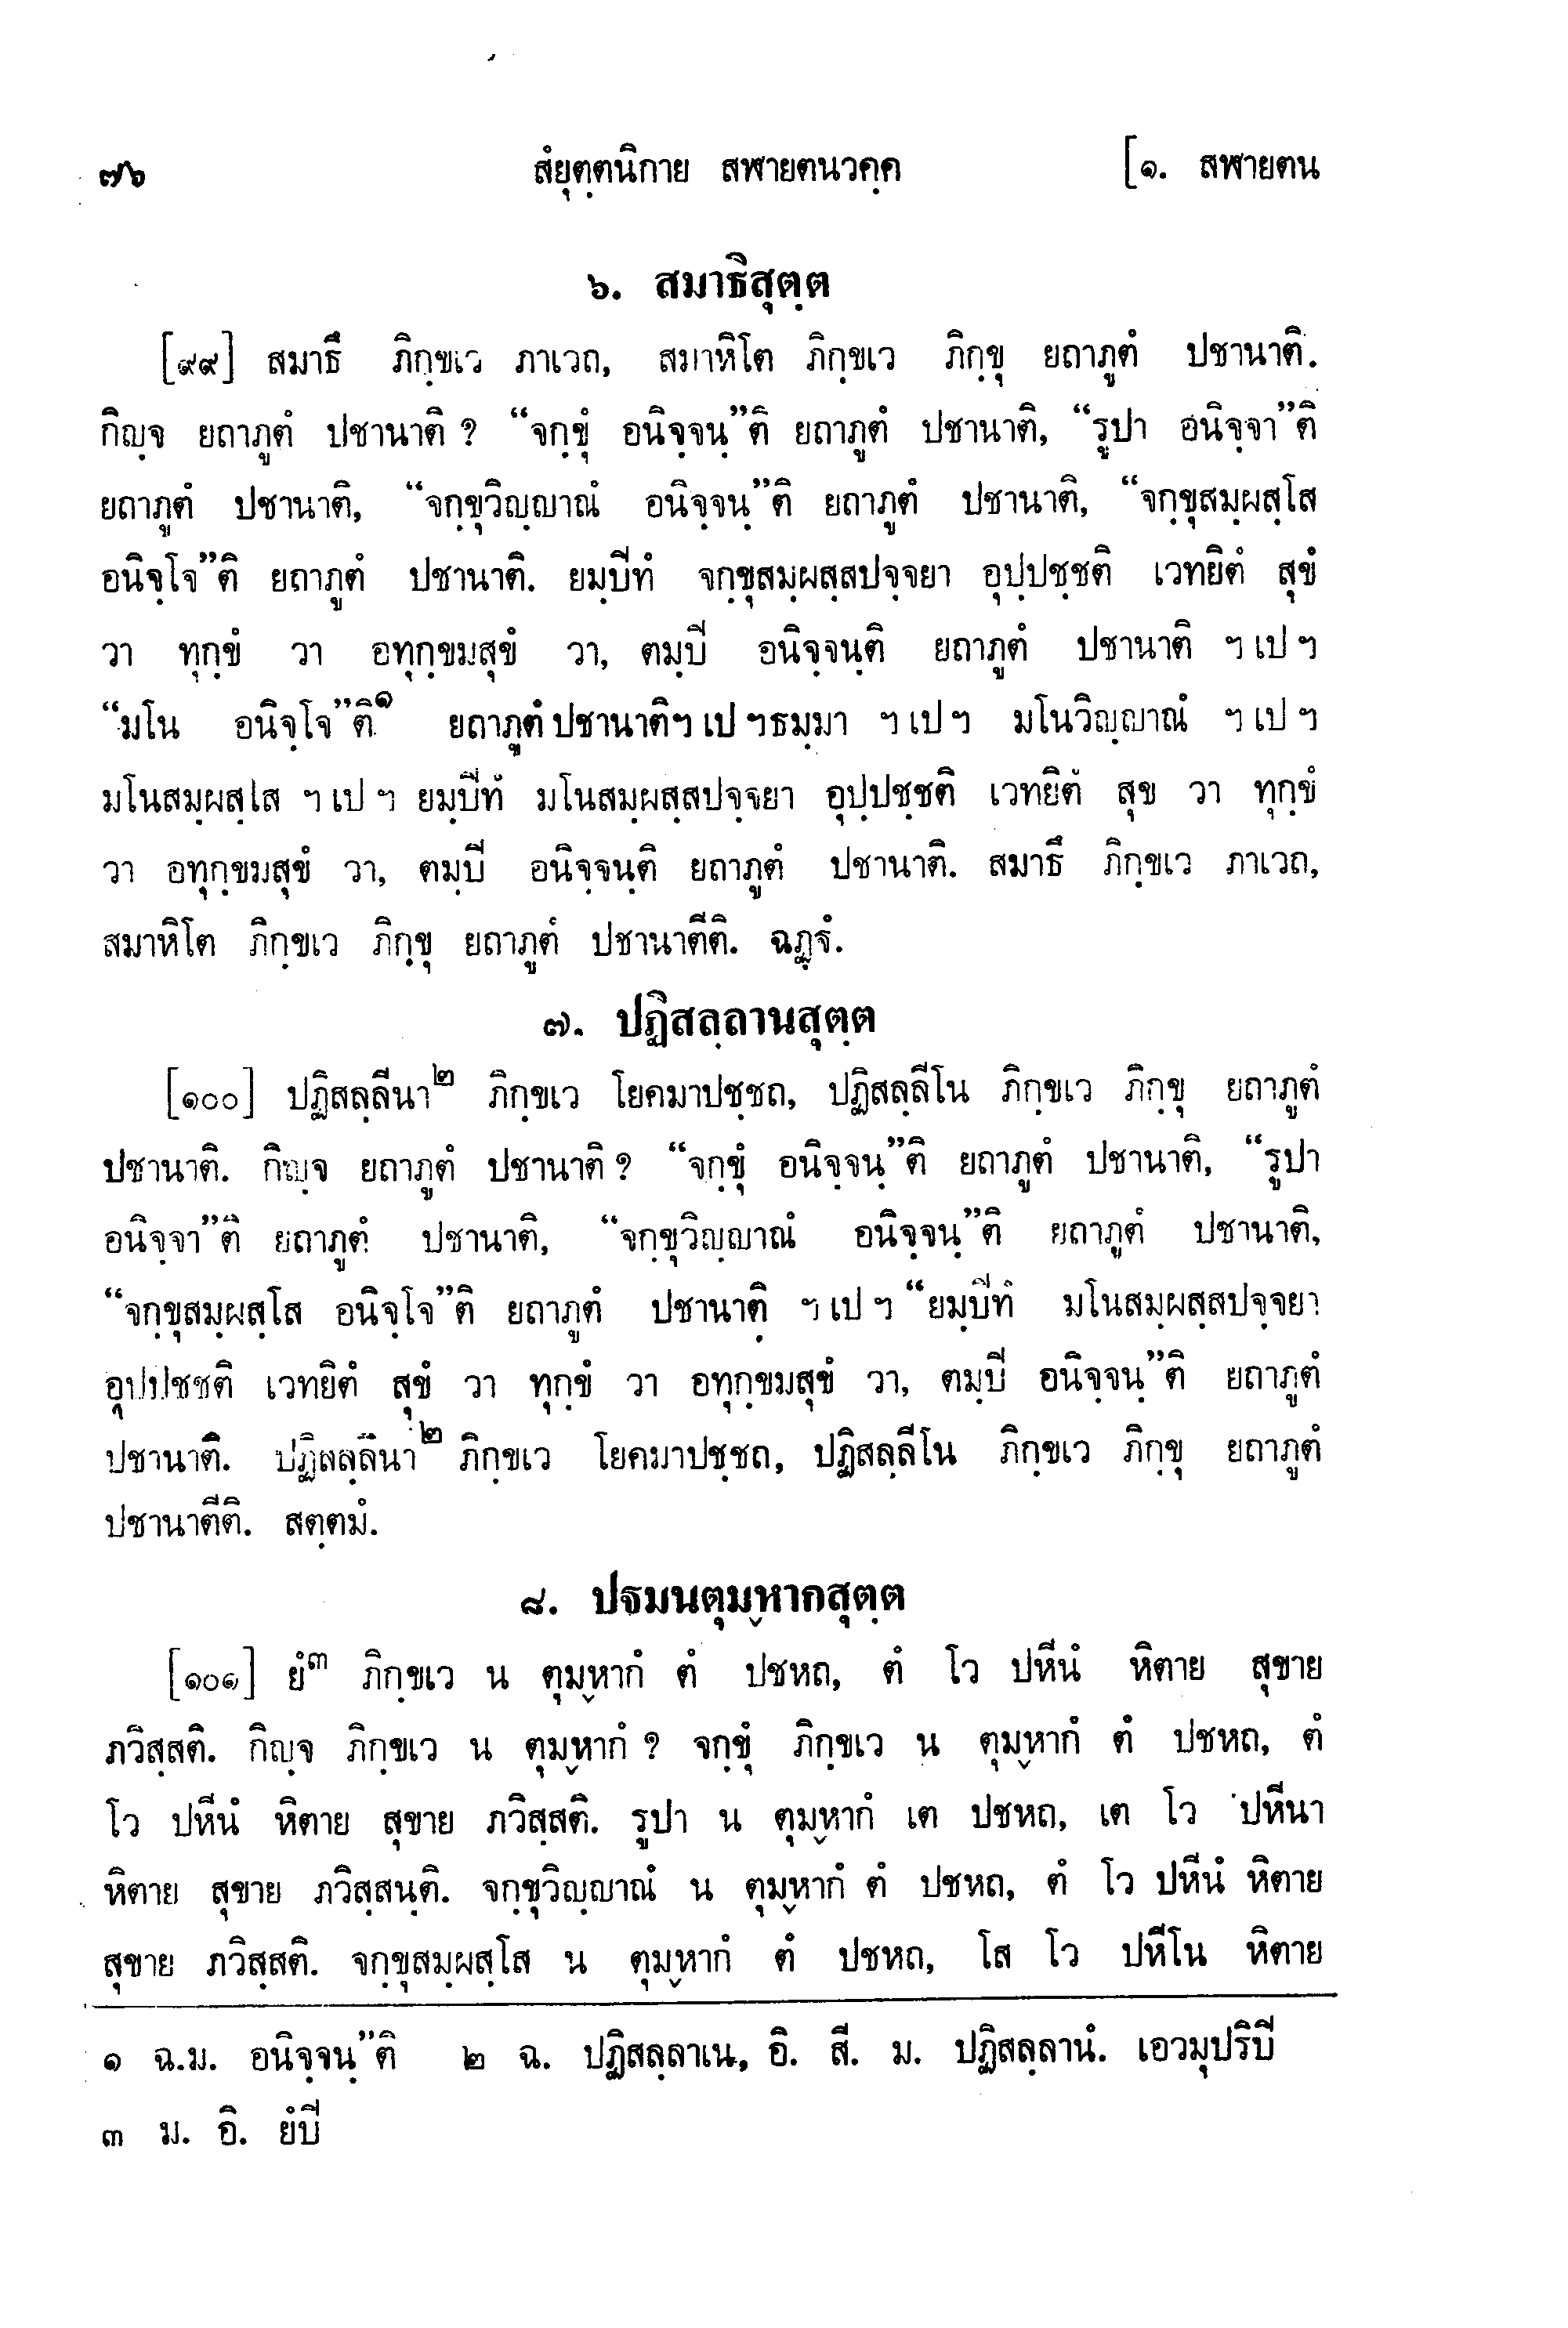 ๗๖ สํยุตฺตนิกาย สฬายตนวคฺค [๑. สฬายตน
๖. สมาธิสุตฺต
[๙๙] สมาธึ ภิกฺขเว ภาเวถ, สมาหิโต ภิกฺขเว ภิกฺขุ ยถาภูตํ ปชานาติ.
กิญฺจ ยถาภูตํ ปชานาติ ? “จกฺขุํ อนิจฺจนฺ”ติ ยถาภูตํ ปชานาติ, “รูปา อนิจฺจา”ติ
ยถาภูตํ ปชานาติ, “จกฺขุวิญฺญาณํ อนิจฺจนฺ”ติ ยถาภูตํ ปชานาติ, “จกฺขุสมฺผสฺโส
อนิจฺโจ”ติ ยถาภูตํ ปชานาติ. ยมฺปีทํ จกฺขุสมฺผสฺสปจฺจยา อุปฺปชฺชติ เวทยิตํ สุขํ
วา ทุกฺขํ วา อทุกฺขมสุขํ วา, ตมฺปิ อนิจฺจนฺติ ยถาภูตํ ปชานาติ ฯ เป ฯ
“มโน อนิจฺโจ”ติ๑ ยถาภูตํ ปชานาติ ฯ เป ฯ ธมฺมา ฯ เป ฯ มโนวิญฺญาณํ ฯ เป ฯ
มโนสมฺผสฺโส ฯ เป ฯ ยมฺปีทํ มโนสมฺผสฺสปจฺจยา อุปฺปชฺชติ เวทยิตํ สุข วา ทุกฺขํ
วา อทุกฺขมสุขํ วา, ตมฺปิ อนิจฺจนฺติ ยถาภูตํ ปชานาติ. สมาธึ ภิกฺขเว ภาเวถ,
สมาหิโต ภิกฺขเว ภิกฺขุ ยถาภูตํ ปชานาตีติ. ฉฏฺฐํ.
๗. ปฏิสลฺลานสุตฺต
[๑๐๐] ปฏิสลฺลีนา๒ ภิกฺขเว โยคมาปชฺชถ, ปฏิสลฺลีโน ภิกฺขเว ภิกฺขุ ยถาภูตํ
ปชานาติ. กิญฺจ ยถาภูตํ ปชานาติ ? “จกฺขุํ อนิจฺจนฺ”ติ ยถาภูตํ ปชานาติ, “รูปา
อนิจฺจา”ติ ยถาภูตํ ปชานาติ, “จกฺขุวิญฺญาณํ อนิจฺจนฺ”ติ ยถาภูตํ ปชานาติ,
“จกฺขุสมฺผสฺโส อนิจฺโจ”ติ ยถาภูตํ ปชานาติ ฯ เป ฯ “ยมฺปีทํ มโนสมฺผสฺสปจฺจยา
อุปฺปชฺชติ เวทยิตํ สุขํ วา ทุกฺขํ วา อทุกฺขมสุขํ วา, ตมฺปิ อนิจฺจนฺ”ติ ยถาภูตํ
ปชานาติ. ปฏิสลฺลีนา๒ ภิกฺขเว โยคมาปชฺชถ, ปฏิสลฺลีโน ภิกฺขเว ภิกฺขุ ยถาภูตํ
ปชานาตีติ. สตฺตมํ.
๘. ปฐมนตุมฺหากสุตฺต
[๑๐๑] ยํ๓ ภิกฺขเว น ตุมฺหากํ ตํ ปชหถ, ตํ โว ปหีนํ หิตาย สุขาย
ภวิสฺสติ. กิญฺจ ภิกฺขเว น ตุมฺหากํ ? จกฺขุํ ภิกฺขเว น ตุมฺหากํ ตํ ปชหถ, ตํ
โว ปหีนํ หิตาย สุขาย ภวิสฺสติ. รูปา น ตุมฺหากํ เต ปชหถ, เต โว ปหีนา
หิตาย สุขาย ภวิสฺสนฺติ. จกฺขุวิญฺญาณํ น ตุมฺหากํ ตํ ปชหถ, ตํ โว ปหีนํ หิตาย
สุขาย ภวิสฺสติ. จกฺขุสมฺผสฺโส น ตุมฺหากํ ตํ ปชหถ, โส โว ปหีโน หิตาย
๑ ฉ.ม. อนิจฺจนฺ”ติ ๒ ฉ. ปฏิสลฺลาเน, อิ. สี. ม. ปฏิสลฺลานํ. เอวมุปริปิ
๓ ม. อิ. ยํปิ